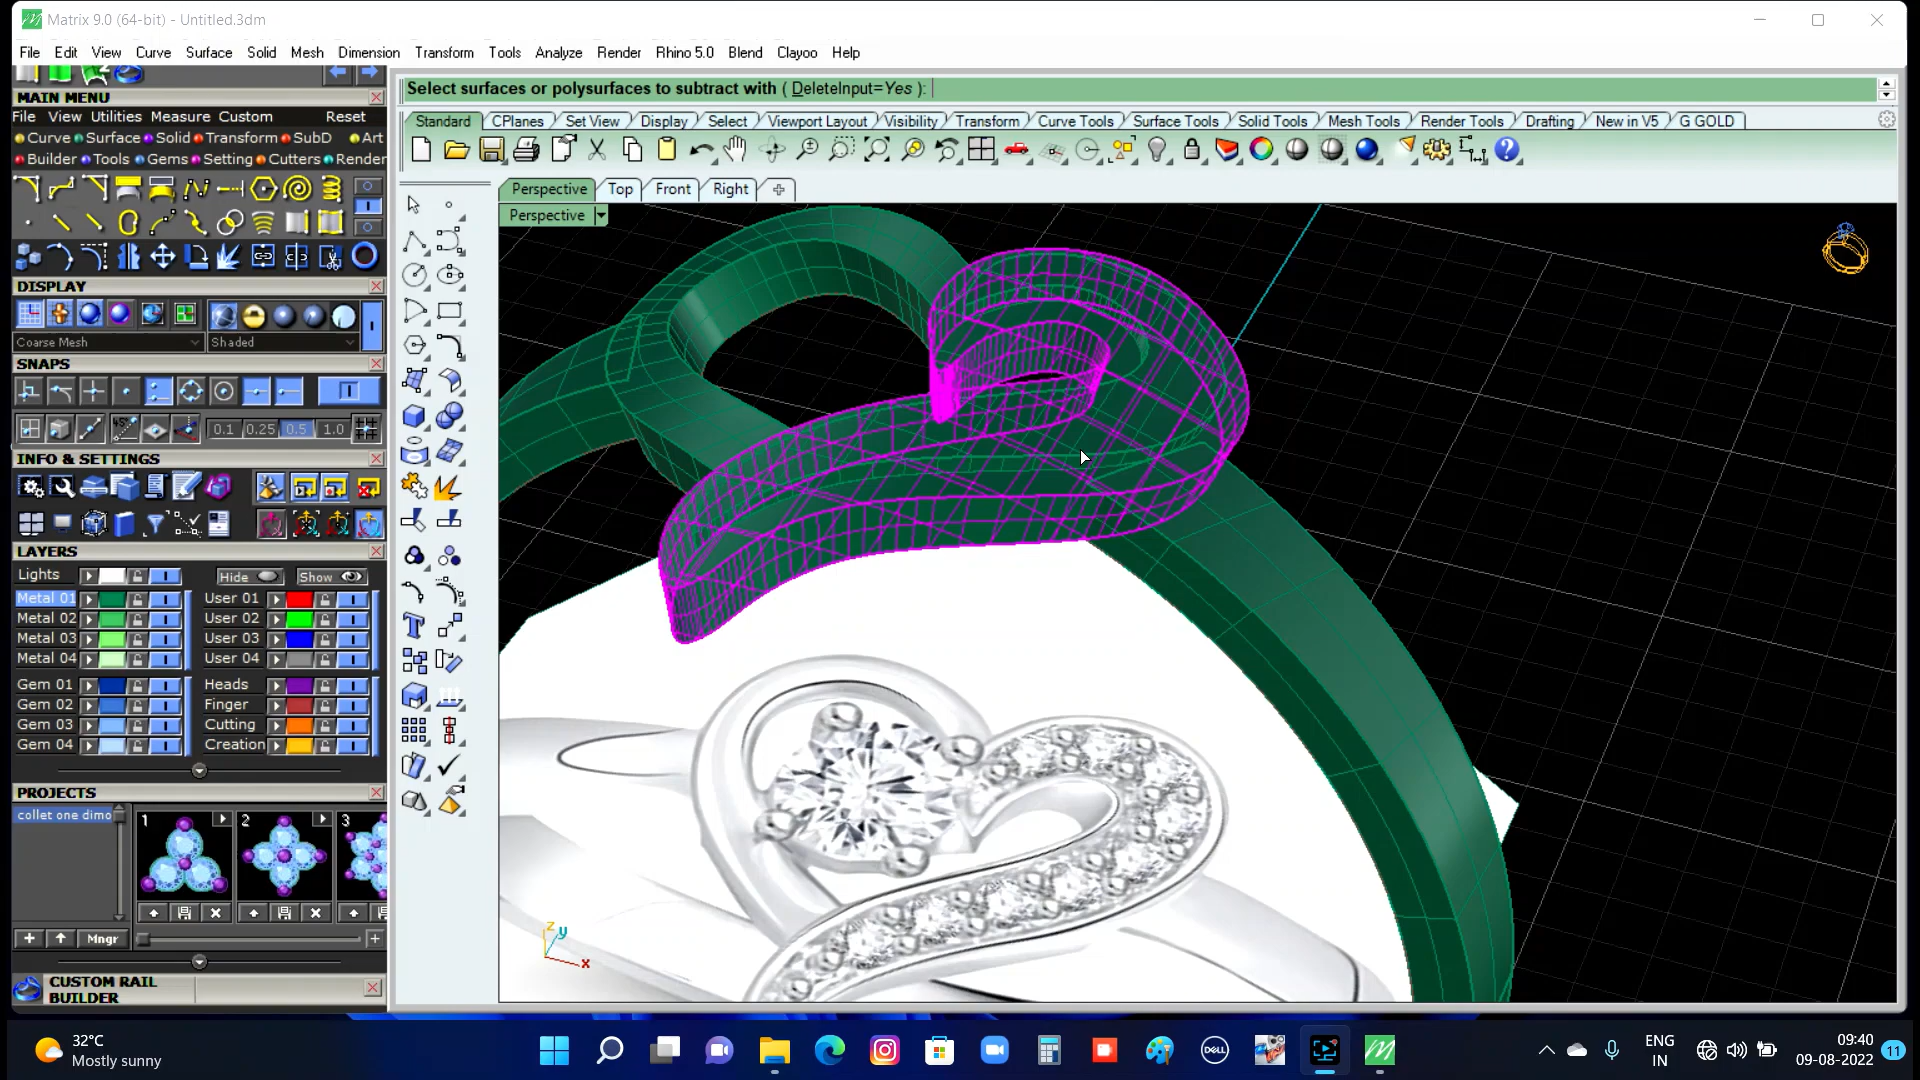 Matrix 9.0 (64-bit) - Untitled.3dm
File Edit View Curve Surface Solid Mesh Dimension Transform Tools Analyze Render Rhino 5.0 Blend Clayoo Help
Select surfaces or polysurfaces to subtract with ( DeleteInput=Yes ):
MAIN MENU
File View Utilities Measure Custom Reset
Curve Surface Solid Transform SubD Art
Builder Tools Gems Setting Cutters Render
Standard CPlanes Set View Display Select Viewport Layout Visibility Transform Curve Tools Surface Tools Solid Tools Mesh Tools Render Tools Drafting New in V5 G GOLD
Perspective Top Front Right
Perspective
DISPLAY
Coarse Mesh Shaded
SNAPS
0.1 0.25 0.5 1.0
INFO & SETTINGS
LAYERS
Lights Hide Show
Metal 01 User 01
Metal 02 User 02
Metal 03 User 03
Metal 04 User 04
Gem 01 Heads
Gem 02 Finger
Gem 03 Cutting
Gem 04 Creation
PROJECTS
collet one dimo
1 2 3
Mngr
CUSTOM RAIL
BUILDER
z y x
32°C
Mostly sunny
DELL
ENG
IN
09:40
09-08-2022
11